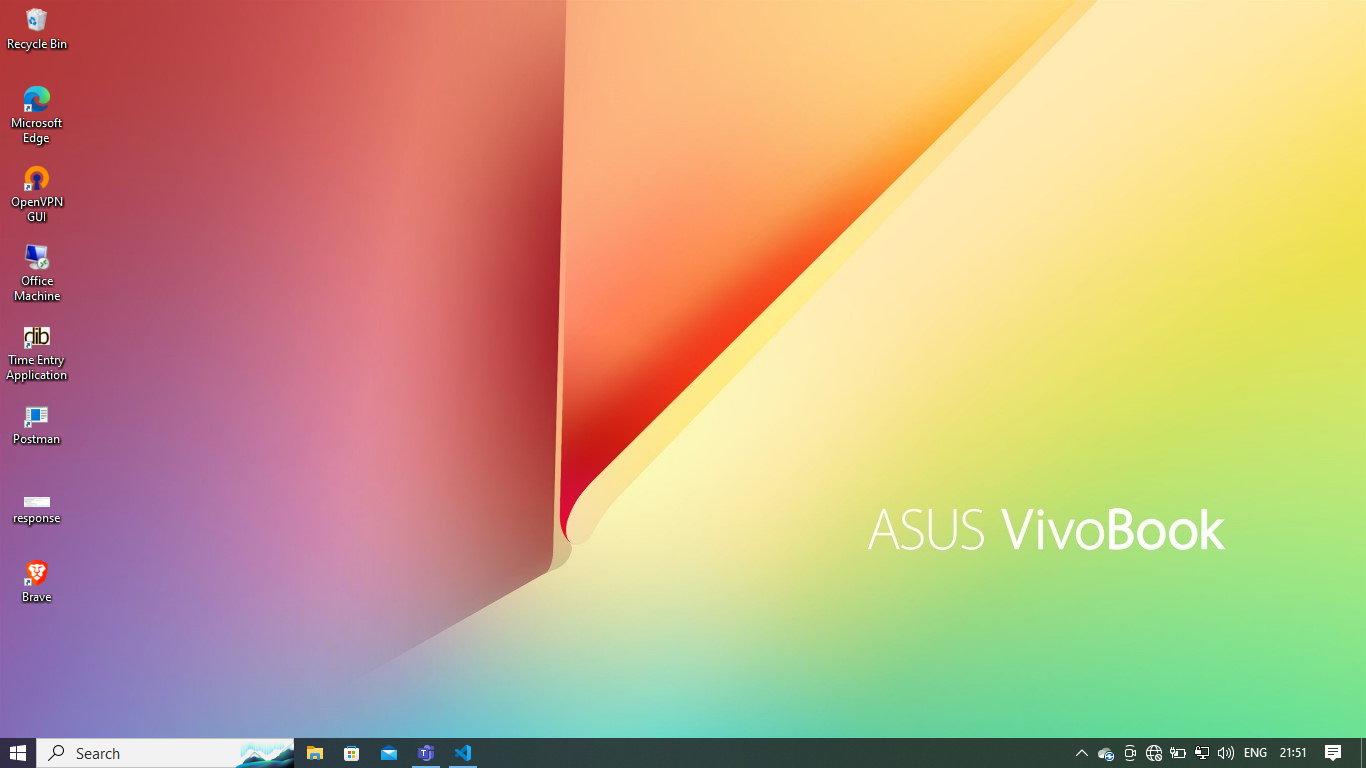 Recycle Bin
Microsoft
Edge
OpenVPN
GUI
Office
Machine
dib
Time Entry
Application
Postman
response
Brave
ASUS VivoBook
Search
ENG
21:51